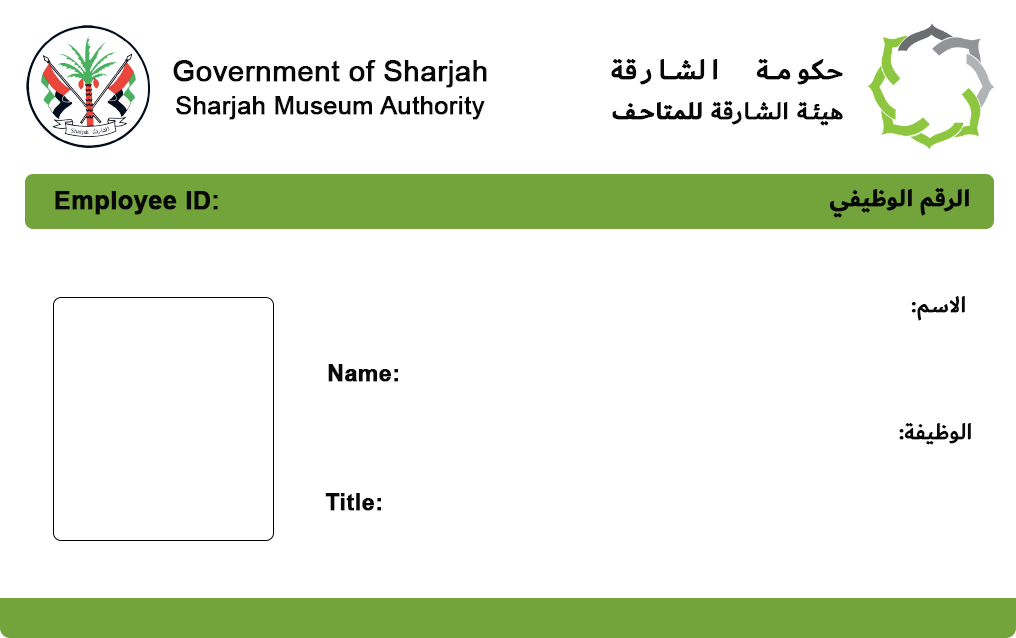 Government of Sharjah
Sharjah Museum Authority
حكومة الشارقة
هيئة الشارقة للمتاحف
Sharjah الشارقة
Employee ID:
الرقم الوظيفي
الاسم:
Name:
الوظيفة:
Title: